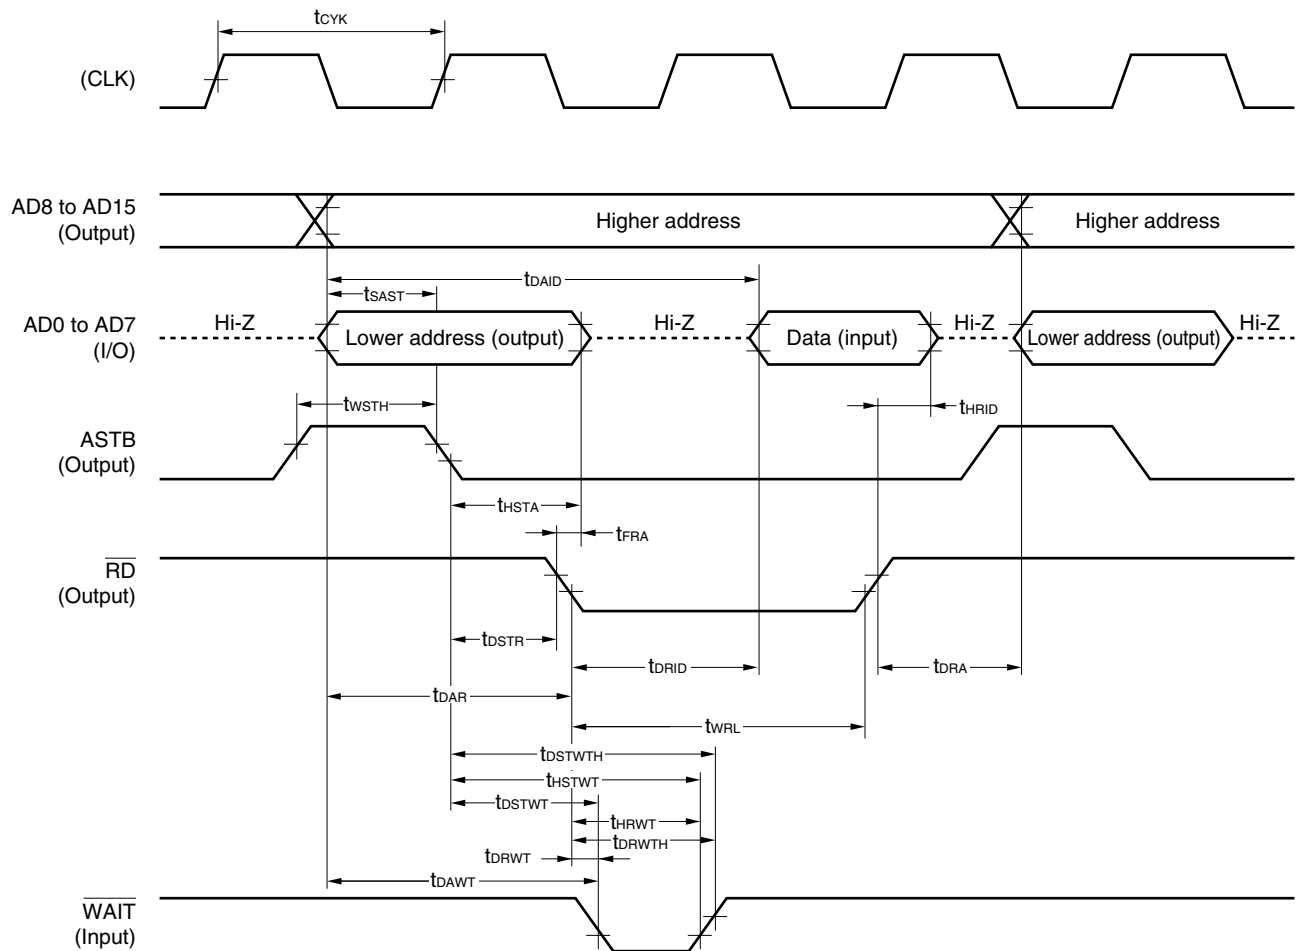 tCYK
(CLK)
AD8 to AD15
(Output)
Higher address
Higher address
tDAID
tSAST
AD0 to AD7
(I/O)
Hi-Z
Lower address (output)
Hi-Z
Data (input)
Hi-Z
Lower address (output)
Hi-Z
tWSTH
tHRID
ASTB
(Output)
tHSTA
tFRA
RD
(Output)
tDSTR
tDRID
tDRA
tDAR
tWRL
tDSTWTH
tHSTWT
tDSTWT
tHRWT
tDRWTH
tDRWT
tDAWT
WAIT
(Input)